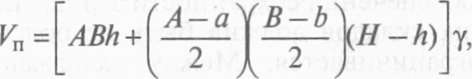 V_п = [ABh + ((A − a)/2)((B − b)/2)(H − h)] γ,